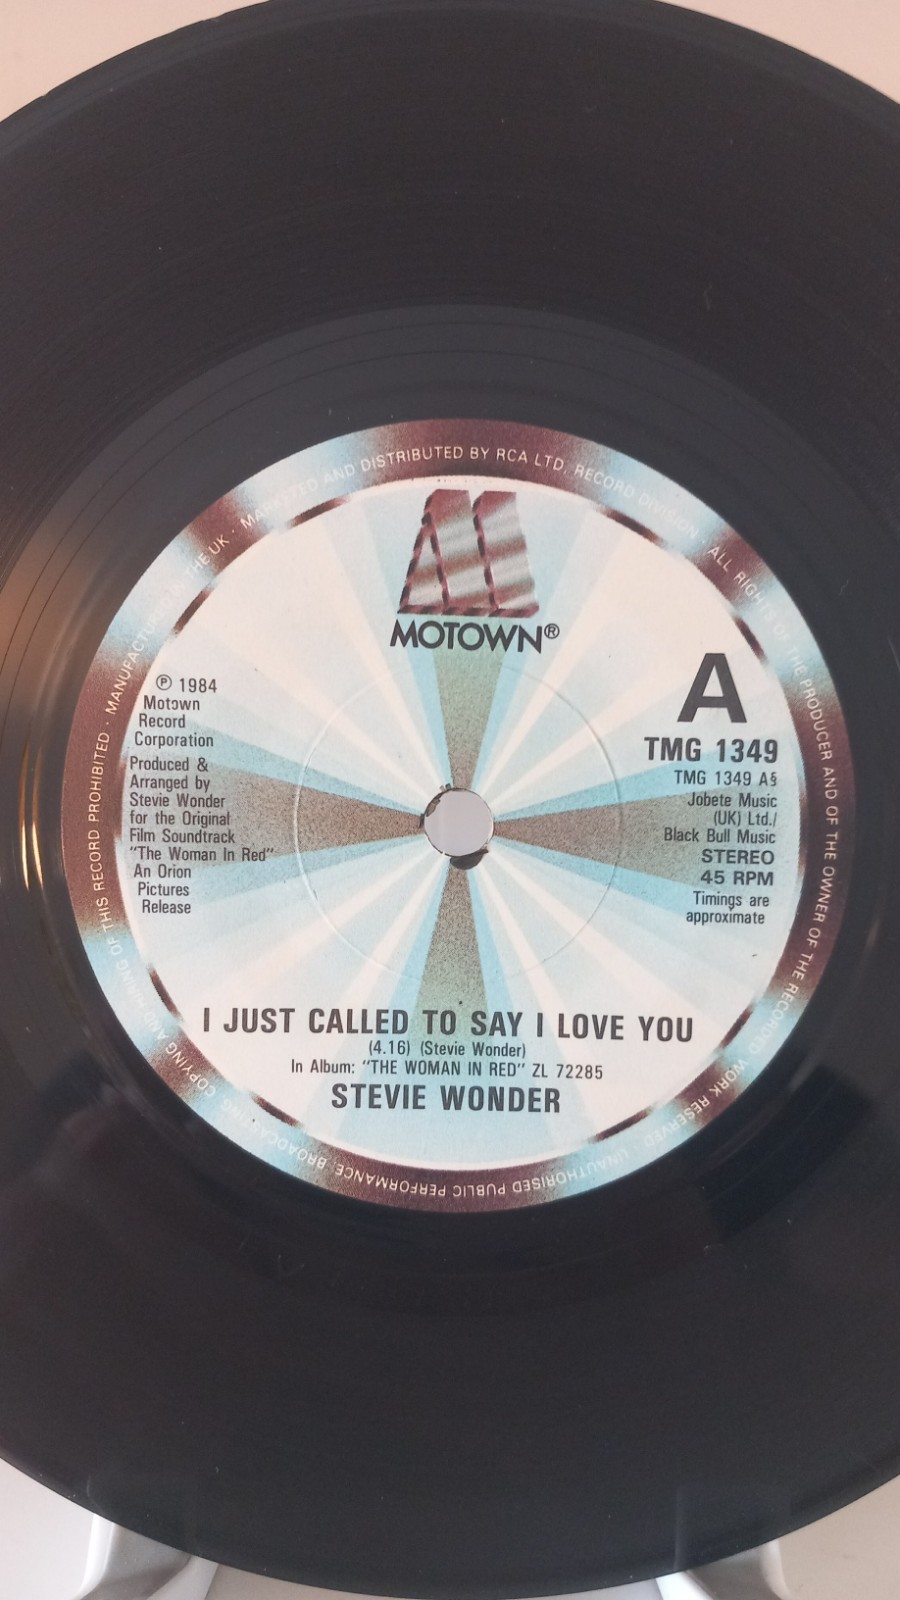 MANUFACTURED IN THE UK · MARKETED AND DISTRIBUTED BY RCA LTD. RECORD DIVISION · ALL RIGHTS OF THE PRODUCER AND OF THE OWNER OF THE RECORDED WORK RESERVED · UNAUTHORISED PUBLIC PERFORMANCE, BROADCASTING, COPYING AND HIRING OF THIS RECORD PROHIBITED ·
MOTOWN®
℗ 1984
Motown
Record
Corporation
Produced &
Arranged by
Stevie Wonder
for the Original
Film Soundtrack
"The Woman In Red"
An Orion
Pictures
Release
A
TMG 1349
TMG 1349 A§
Jobete Music
(UK) Ltd./
Black Bull Music
STEREO
45 RPM
Timings are
approximate
I JUST CALLED TO SAY I LOVE YOU
(4.16) (Stevie Wonder)
In Album: "THE WOMAN IN RED" ZL 72285
STEVIE WONDER